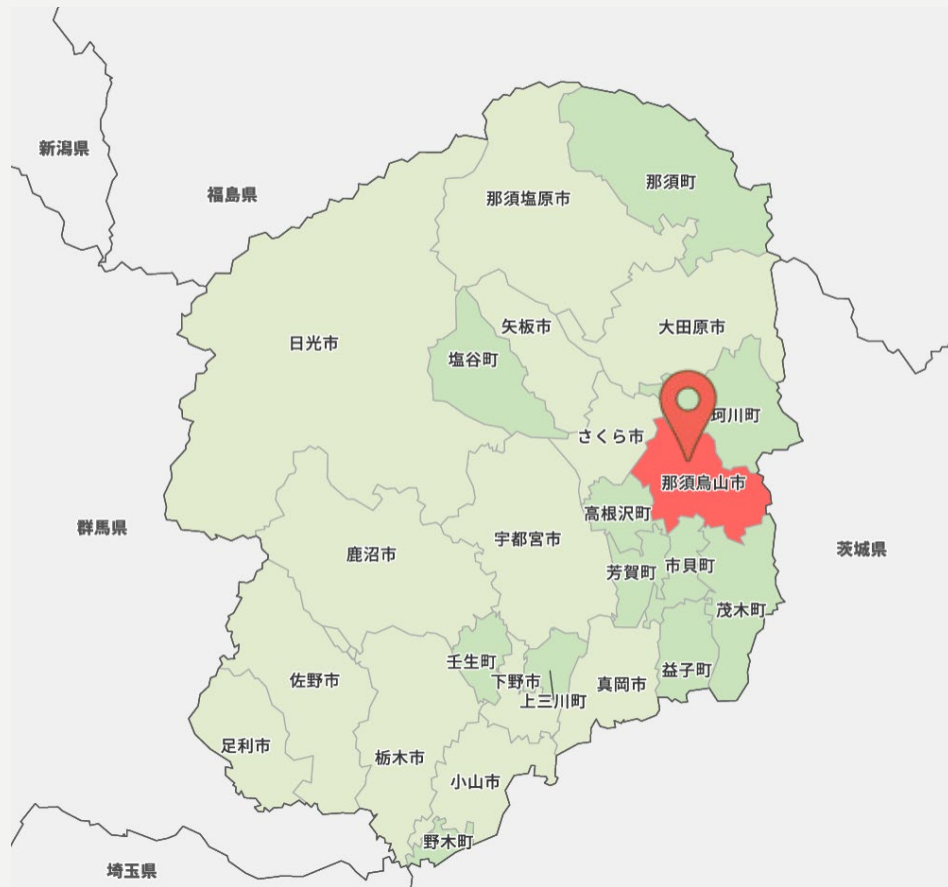 新潟県
福島県
那須町
那須塩原市
矢板市
大田原市
日光市
塩谷町
珂川町
さくら市
那須烏山市
高根沢町
群馬県
宇都宮市
茨城県
鹿沼市
芳賀町
市貝町
茂木町
壬生町
下野市
上三川町
真岡市
益子町
佐野市
足利市
栃木市
小山市
野木町
埼玉県